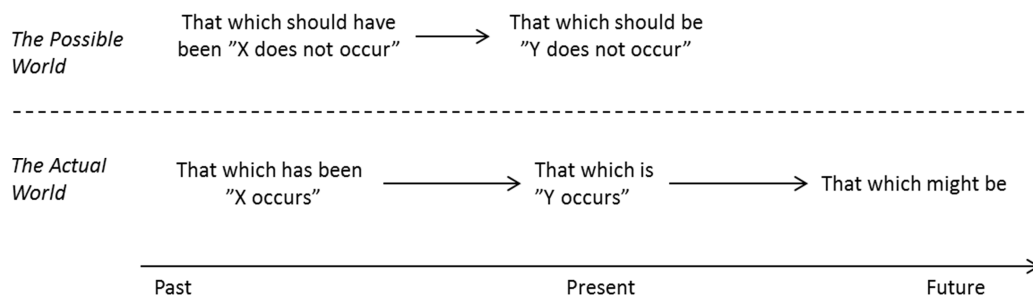 The Possible
World
That which should have
been ”X does not occur”
That which should be
”Y does not occur”
The Actual
World
That which has been
”X occurs”
That which is
”Y occurs”
That which might be
Past
Present
Future